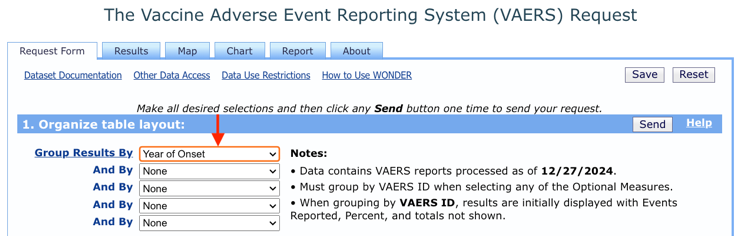 The Vaccine Adverse Event Reporting System (VAERS) Request
Request Form Results Map Chart Report About
Dataset Documentation Other Data Access Data Use Restrictions How to Use WONDER Save Reset
Make all desired selections and then click any Send button one time to send your request.
1. Organize table layout: Send Help
Group Results By Year of Onset Notes:
And By None • Data contains VAERS reports processed as of 12/27/2024.
And By None • Must group by VAERS ID when selecting any of the Optional Measures.
And By None • When grouping by VAERS ID, results are initially displayed with Events
And By None Reported, Percent, and totals not shown.